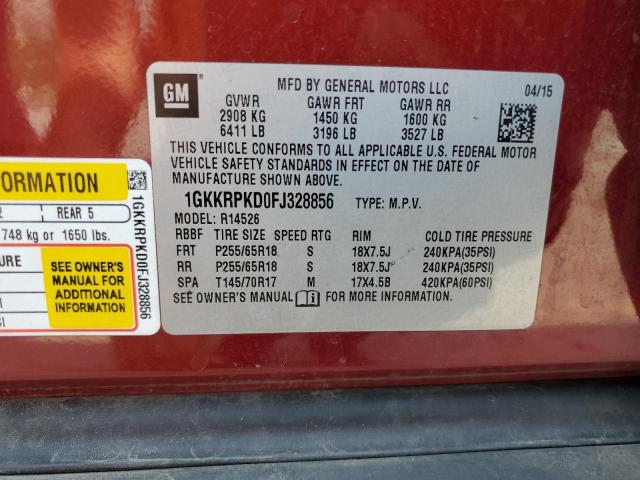 GM
MFD BY GENERAL MOTORS LLC 04/15
GVWR GAWR FRT GAWR RR
2908 KG 1450 KG 1600 KG
6411 LB 3196 LB 3527 LB
THIS VEHICLE CONFORMS TO ALL APPLICABLE U.S. FEDERAL MOTOR
VEHICLE SAFETY STANDARDS IN EFFECT ON THE DATE OF
MANUFACTURE SHOWN ABOVE.
1GKKRPKD0FJ328856 TYPE: M.P.V.
MODEL: R14526
RBBF TIRE SIZE SPEED RTG RIM COLD TIRE PRESSURE
FRT P255/65R18 S 18X7.5J 240KPA(35PSI)
RR P255/65R18 S 18X7.5J 240KPA(35PSI)
SPA T145/70R17 M 17X4.5B 420KPA(60PSI)
SEE OWNER'S MANUAL FOR MORE INFORMATION.
ORMATION
2 REAR 5
748 kg or 1650 lbs.
URE
SEE OWNER'S
MANUAL FOR
ADDITIONAL
INFORMATION
SI
1GKKRPKD0FJ328856